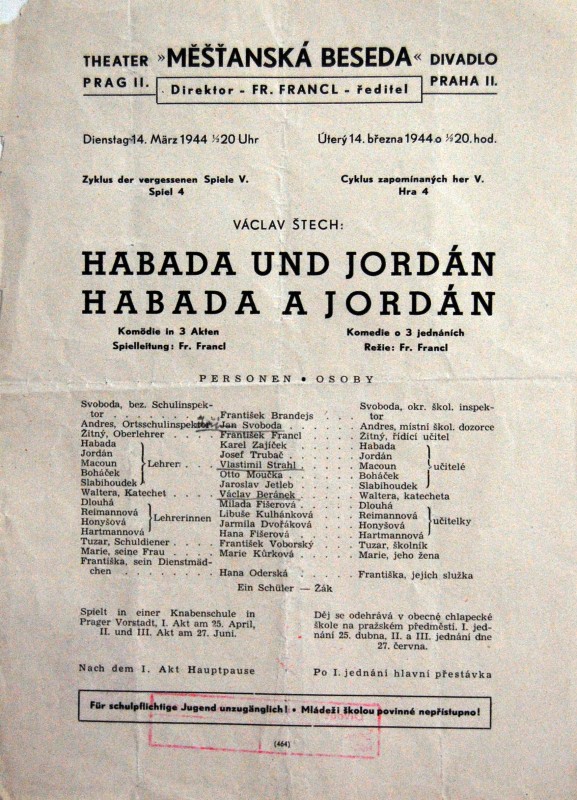 THEATER »MĚŠŤANSKÁ BESEDA« DIVADLO
PRAG II. Direktor - FR. FRANCL - ředitel PRAHA II.
Dienstag 14. März 1944 ½20 Uhr Úterý 14. března 1944 o ½20. hod.
Zyklus der vergessenen Spiele V. Cyklus zapomínaných her V.
Spiel 4 Hra 4
VÁCLAV ŠTECH:
HABADA UND JORDÁN
HABADA A JORDÁN
Komödie in 3 Akten Komedie o 3 jednáních
Spielleitung: Fr. Francl Režie: Fr. Francl
PERSONEN • OSOBY
Svoboda, bez. Schulinspek- Svoboda, okr. škol. inspek-
tor . . . . . . . . . František Brandejs . . . . tor
Andres, Ortsschulinspektor Jan Svoboda . . . . Andres, místní škol. dozorce
Žitný, Oberlehrer . . . . František Francl . . . . Žitný, řídící učitel
Habada Karel Zajíček . . . . Habada
Jordán Josef Trubač . . . . Jordán
Macoun Lehrer Vlastimil Strahl . . . . Macoun učitelé
Boháček Otto Moučka . . . . Boháček
Slabihoudek Jaroslav Jetleb . . . . Slabihoudek
Waltera, Katechet . . . . Václav Beránek . . . . Waltera, katecheta
Dlouhá Milada Fišerová . . . . Dlouhá
Reimannová Libuše Kulhánková . . . . Reimannová
Honyšová Lehrerinnen Jarmila Dvořáková . . . . Honyšová učitelky
Hartmannová Hana Fišerová . . . . Hartmannová
Tuzar, Schuldiener . . . . František Voborský . . . . Tuzar, školník
Marie, seine Frau . . . . Marie Kůrková . . . . Marie, jeho žena
Františka, sein Dienstmäd-
chen . . . . . . . . . Hana Oderská . . . . Františka, jejich služka
Ein Schüler — Žák
Spielt in einer Knabenschule in Děj se odehrává v obecné chlapecké
Prager Vorstadt, I. Akt am 25. April, škole na pražském předměstí. I. jed-
II. und III. Akt am 27. Juni. nání 25. dubna, II. a III. jednání dne
27. června.
Nach dem I. Akt Hauptpause Po I. jednání hlavní přestávka
Für schulpflichtige Jugend unzugänglich! • Mládeži školou povinné nepřístupno!
(464)